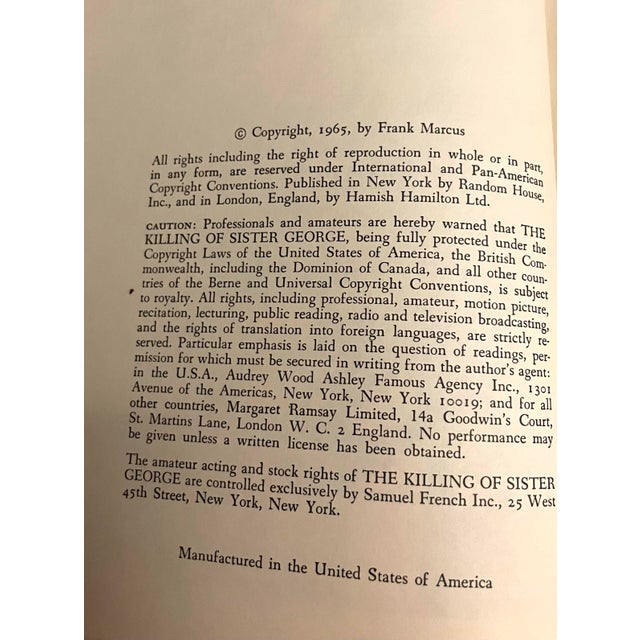 © Copyright, 1965, by Frank Marcus
All rights including the right of reproduction in whole or in part,
in any form, are reserved under International and Pan-American
Copyright Conventions. Published in New York by Random House,
Inc., and in London, England, by Hamish Hamilton Ltd.
CAUTION: Professionals and amateurs are hereby warned that THE
KILLING OF SISTER GEORGE, being fully protected under the
Copyright Laws of the United States of America, the British Com-
monwealth, including the Dominion of Canada, and all other coun-
tries of the Berne and Universal Copyright Conventions, is subject
to royalty. All rights, including professional, amateur, motion picture,
recitation, lecturing, public reading, radio and television broadcasting,
and the rights of translation into foreign languages, are strictly re-
served. Particular emphasis is laid on the question of readings, per-
mission for which must be secured in writing from the author's agent:
in the U.S.A., Audrey Wood Ashley Famous Agency Inc., 1301
Avenue of the Americas, New York, New York 10019; and for all
other countries, Margaret Ramsay Limited, 14a Goodwin's Court,
St. Martins Lane, London W. C. 2 England. No performance may
be given unless a written license has been obtained.
The amateur acting and stock rights of THE KILLING OF SISTER
GEORGE are controlled exclusively by Samuel French Inc., 25 West
45th Street, New York, New York.
Manufactured in the United States of America